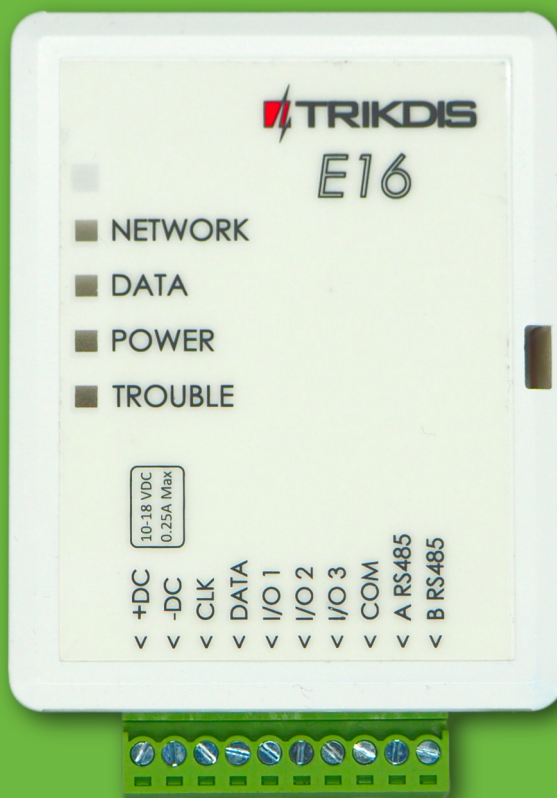 TRIKDIS
E16
NETWORK
DATA
POWER
TROUBLE
10-18 VDC
0.25A Max
< +DC
< -DC
< CLK
< DATA
< I/O 1
< I/O 2
< I/O 3
< COM
< A RS485
< B RS485